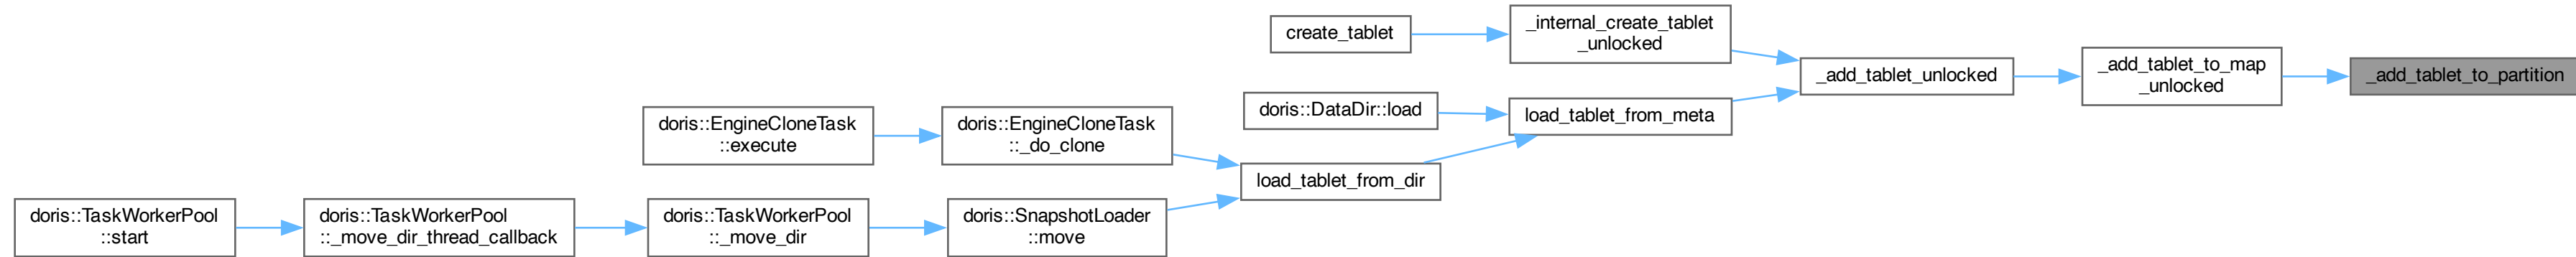 create_tablet
_internal_create_tablet
_unlocked
_add_tablet_unlocked
_add_tablet_to_map
_unlocked
_add_tablet_to_partition
doris::DataDir::load
load_tablet_from_meta
doris::EngineCloneTask
::execute
doris::EngineCloneTask
::_do_clone
load_tablet_from_dir
doris::TaskWorkerPool
::start
doris::TaskWorkerPool
::_move_dir_thread_callback
doris::TaskWorkerPool
::_move_dir
doris::SnapshotLoader
::move